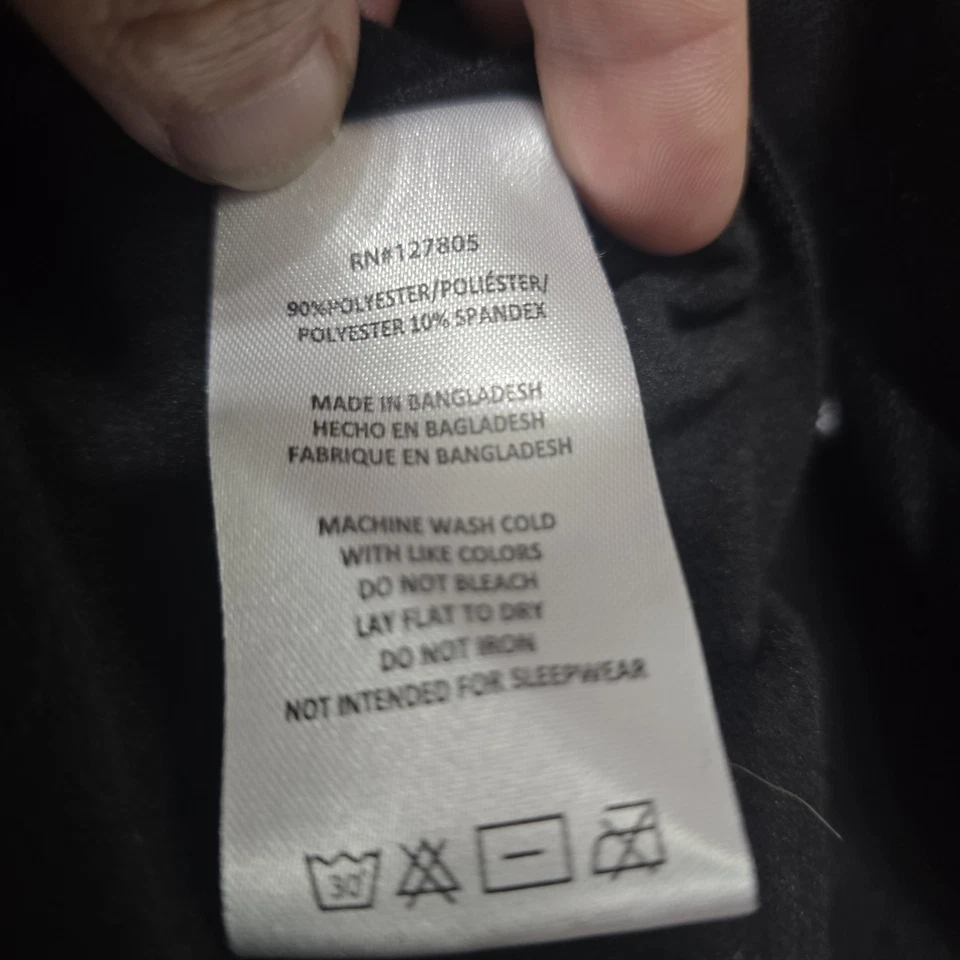 RN#127805
90%POLYESTER/POLIÉSTER/
POLYESTER 10% SPANDEX
MADE IN BANGLADESH
HECHO EN BAGLADESH
FABRIQUE EN BANGLADESH
MACHINE WASH COLD
WITH LIKE COLORS
DO NOT BLEACH
LAY FLAT TO DRY
DO NOT IRON
NOT INTENDED FOR SLEEPWEAR
30